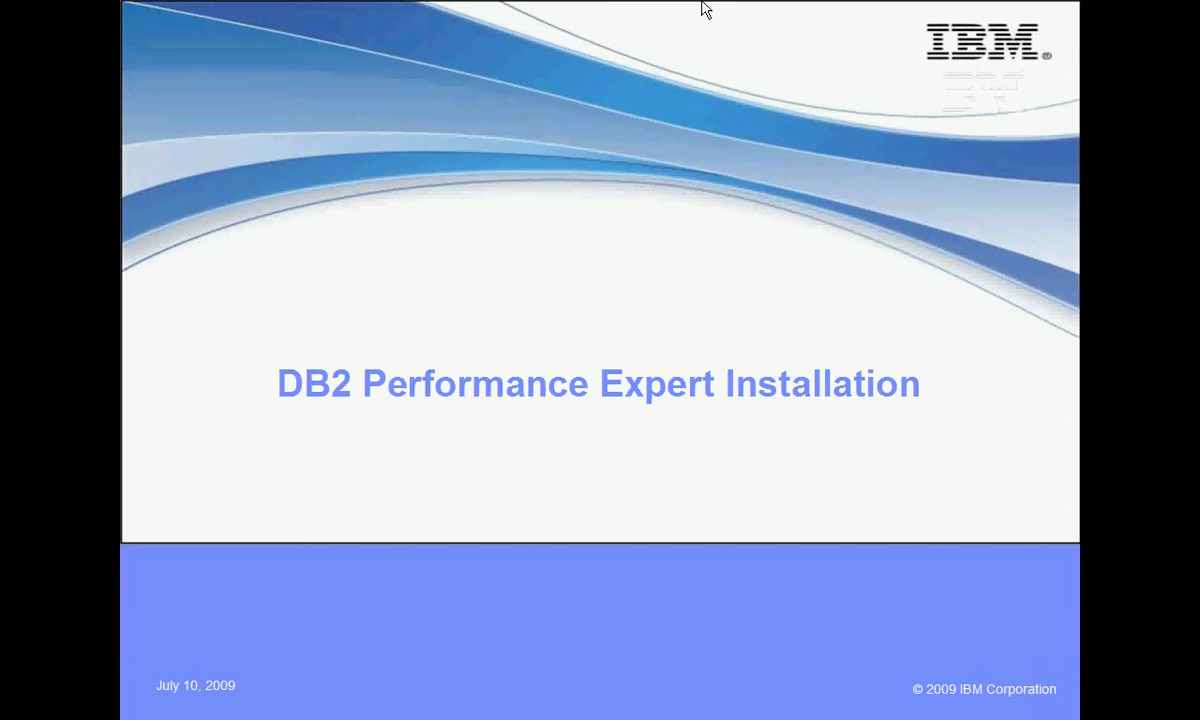 IBM®
DB2 Performance Expert Installation
July 10, 2009
© 2009 IBM Corporation